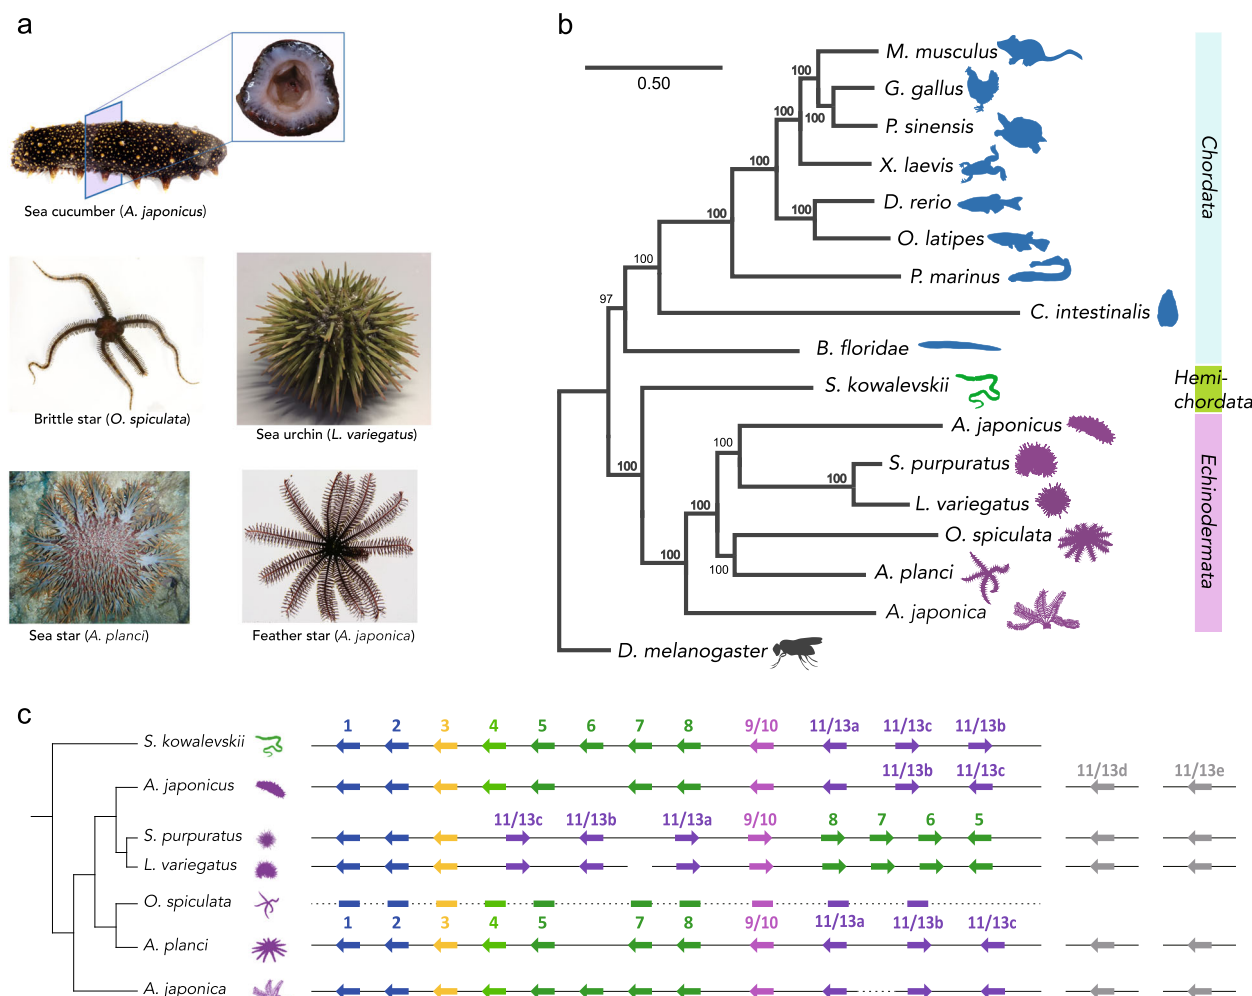 a
Sea cucumber (A. japonicus)
Brittle star (O. spiculata)
Sea urchin (L. variegatus)
Sea star (A. planci)
Feather star (A. japonica)
b
0.50
M. musculus
100
G. gallus
100
100
P. sinensis
X. laevis
100
D. rerio
100
100
O. latipes
P. marinus
100
C. intestinalis
97
B. floridae
Chordata
S. kowalevskii
Hemi-
chordata
A. japonicus
100
S. purpuratus
100
100
L. variegatus
100
O. spiculata
100
A. planci
100
A. japonica
Echinodermata
D. melanogaster
c
1 2 3 4 5 6 7 8 9/10 11/13a 11/13c 11/13b
S. kowalevskii
11/13b 11/13c 11/13d 11/13e
A. japonicus
11/13c 11/13b 11/13a 9/10 8 7 6 5
S. purpuratus
L. variegatus
O. spiculata
1 2 3 4 5 7 8 9/10 11/13a 11/13b 11/13c
A. planci
A. japonica